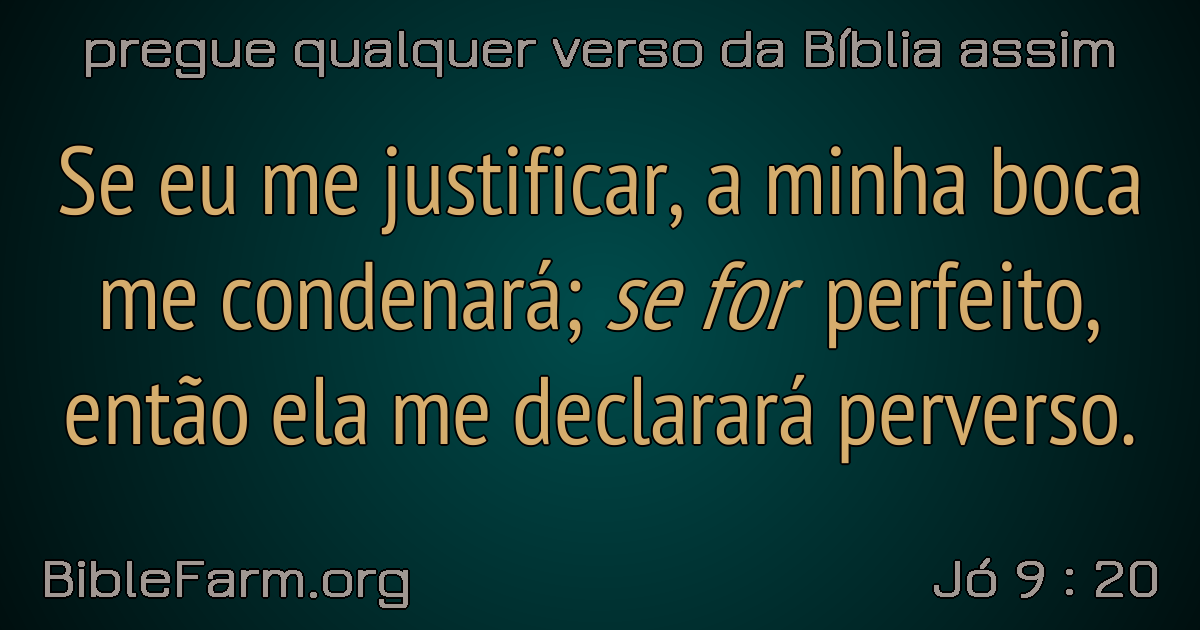 pregue qualquer verso da Bíblia assim
Se eu me justificar, a minha boca
me condenará; se for perfeito,
então ela me declarará perverso.
BibleFarm.org
Jó 9 : 20